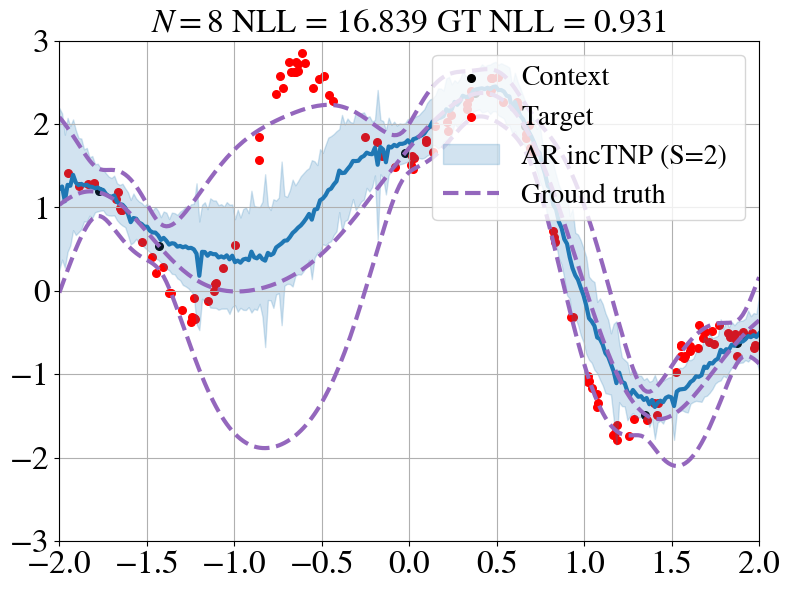 N = 8 NLL = 16.839 GT NLL = 0.931
Context
Target
AR incTNP (S=2)
Ground truth
3
2
1
0
−1
−2
−3
−2.0 −1.5 −1.0 −0.5 0.0 0.5 1.0 1.5 2.0